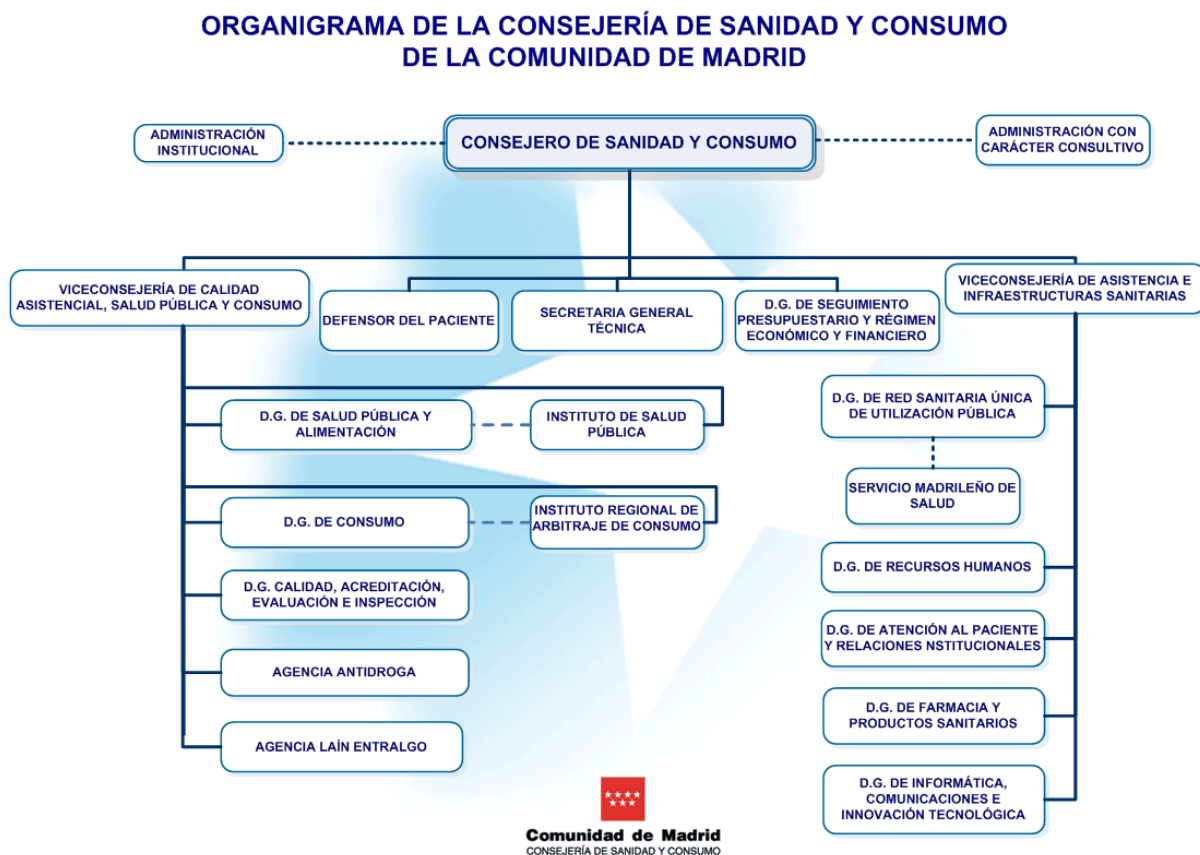 ORGANIGRAMA DE LA CONSEJERÍA DE SANIDAD Y CONSUMO
DE LA COMUNIDAD DE MADRID
ADMINISTRACIÓN
INSTITUCIONAL
CONSEJERO DE SANIDAD Y CONSUMO
ADMINISTRACIÓN CON
CARÁCTER CONSULTIVO
VICECONSEJERÍA DE CALIDAD
ASISTENCIAL, SALUD PÚBLICA Y CONSUMO
DEFENSOR DEL PACIENTE
SECRETARIA GENERAL
TÉCNICA
D.G. DE SEGUIMIENTO
PRESUPUESTARIO Y RÉGIMEN
ECONÓMICO Y FINANCIERO
VICECONSEJERÍA DE ASISTENCIA E
INFRAESTRUCTURAS SANITARIAS
D.G. DE SALUD PÚBLICA Y
ALIMENTACIÓN
INSTITUTO DE SALUD
PÚBLICA
D.G. DE CONSUMO
INSTITUTO REGIONAL DE
ARBITRAJE DE CONSUMO
D.G. CALIDAD, ACREDITACIÓN,
EVALUACIÓN E INSPECCIÓN
AGENCIA ANTIDROGA
AGENCIA LAÍN ENTRALGO
D.G. DE RED SANITARIA ÚNICA
DE UTILIZACIÓN PÚBLICA
SERVICIO MADRILEÑO DE
SALUD
D.G. DE RECURSOS HUMANOS
D.G. DE ATENCIÓN AL PACIENTE
Y RELACIONES NSTITUCIONALES
D.G. DE FARMACIA Y
PRODUCTOS SANITARIOS
D.G. DE INFORMÁTICA,
COMUNICACIONES E
INNOVACIÓN TECNOLÓGICA
Comunidad de Madrid
CONSEJERÍA DE SANIDAD Y CONSUMO